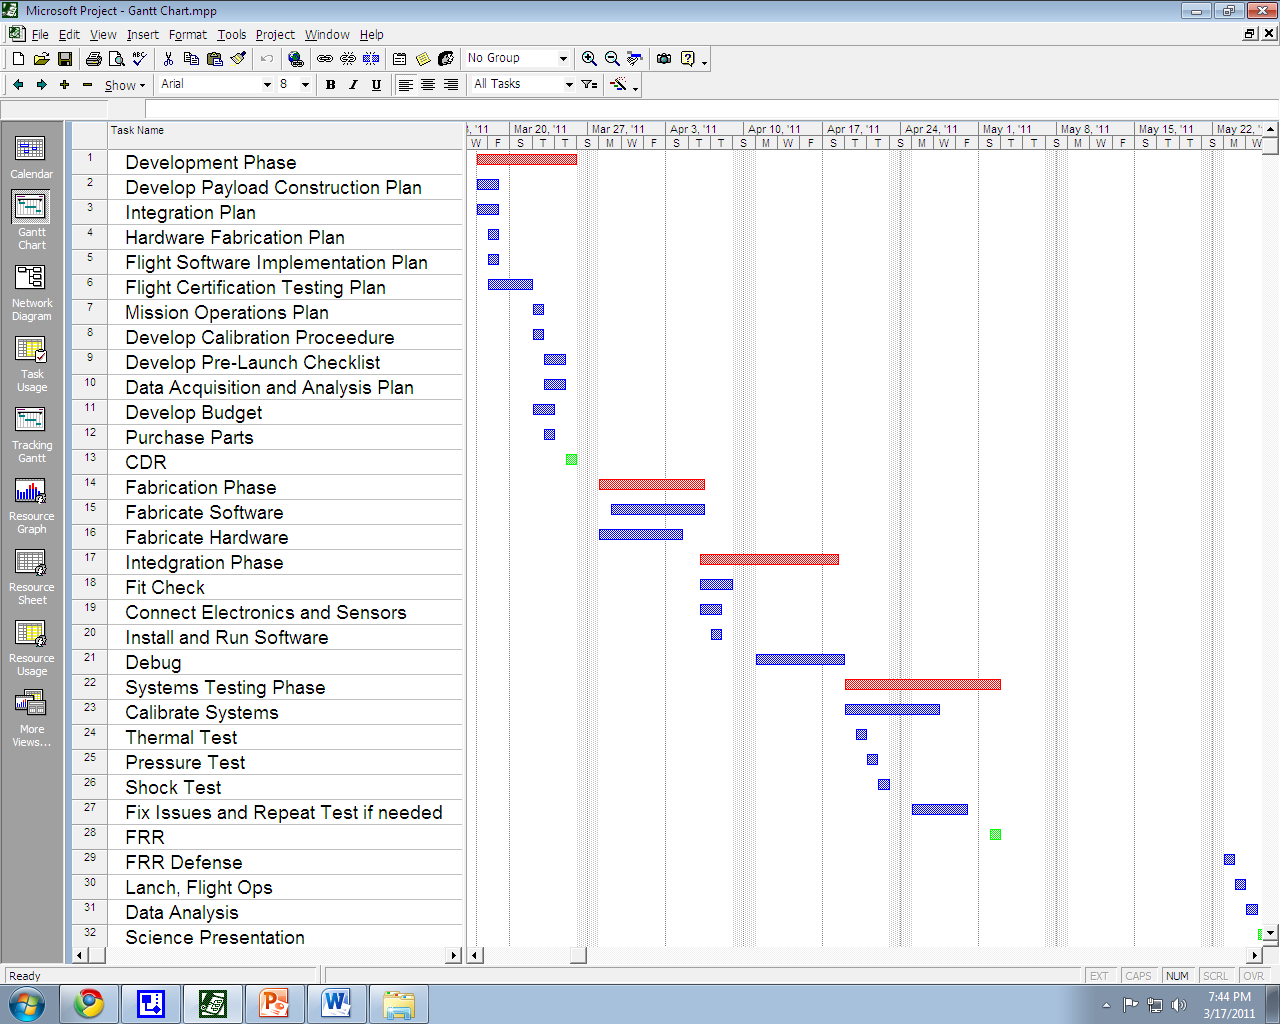 Microsoft Project - Gantt Chart.mpp
File Edit View Insert Format Tools Project Window Help
No Group
Show Arial 8 B I U All Tasks
Task Name
'11 Mar 20, '11 Mar 27, '11 Apr 3, '11 Apr 10, '11 Apr 17, '11 Apr 24, '11 May 1, '11 May 8, '11 May 15, '11 May 22, '11
W F S T T S M W F S T T S M W F S T T S M W F S T T S M W F S T T S M W
1 Development Phase
2 Develop Payload Construction Plan
3 Integration Plan
4 Hardware Fabrication Plan
5 Flight Software Implementation Plan
6 Flight Certification Testing Plan
7 Mission Operations Plan
8 Develop Calibration Proceedure
9 Develop Pre-Launch Checklist
10 Data Acquisition and Analysis Plan
11 Develop Budget
12 Purchase Parts
13 CDR
14 Fabrication Phase
15 Fabricate Software
16 Fabricate Hardware
17 Intedgration Phase
18 Fit Check
19 Connect Electronics and Sensors
20 Install and Run Software
21 Debug
22 Systems Testing Phase
23 Calibrate Systems
24 Thermal Test
25 Pressure Test
26 Shock Test
27 Fix Issues and Repeat Test if needed
28 FRR
29 FRR Defense
30 Lanch, Flight Ops
31 Data Analysis
32 Science Presentation
Calendar
Gantt
Chart
Network
Diagram
Task
Usage
Tracking
Gantt
Resource
Graph
Resource
Sheet
Resource
Usage
More
Views...
Ready EXT CAPS NUM SCRL OVR
7:44 PM
3/17/2011